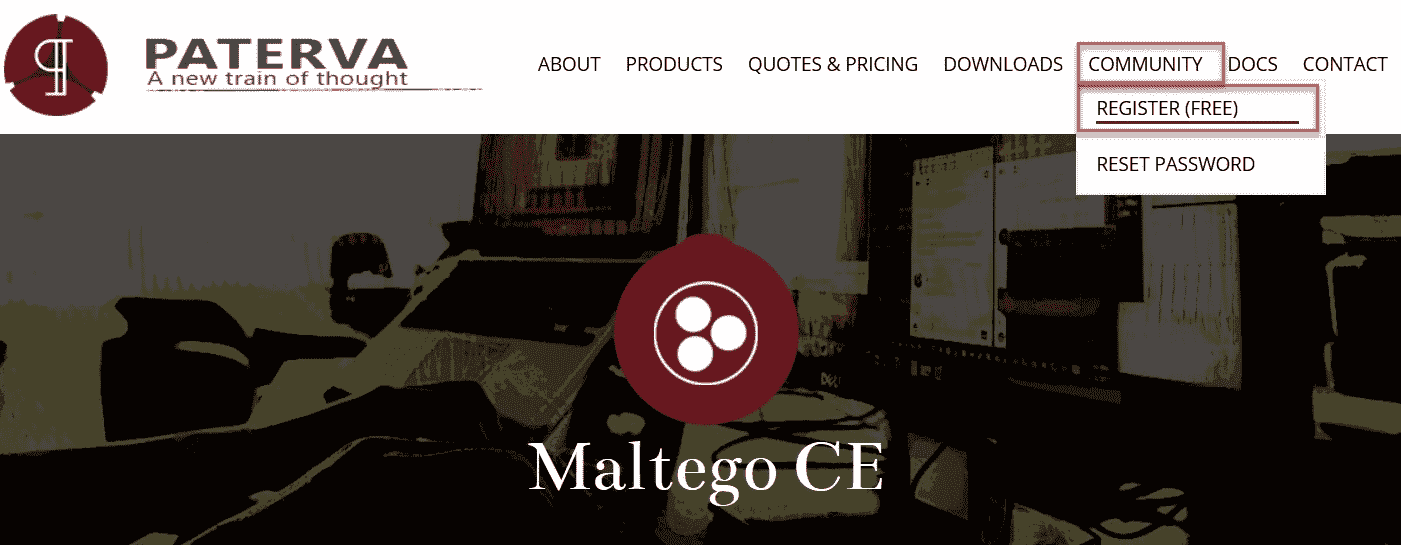 PATERVA
A new train of thought
ABOUT PRODUCTS QUOTES & PRICING DOWNLOADS COMMUNITY DOCS CONTACT
REGISTER (FREE)
RESET PASSWORD
DELL
Maltego CE